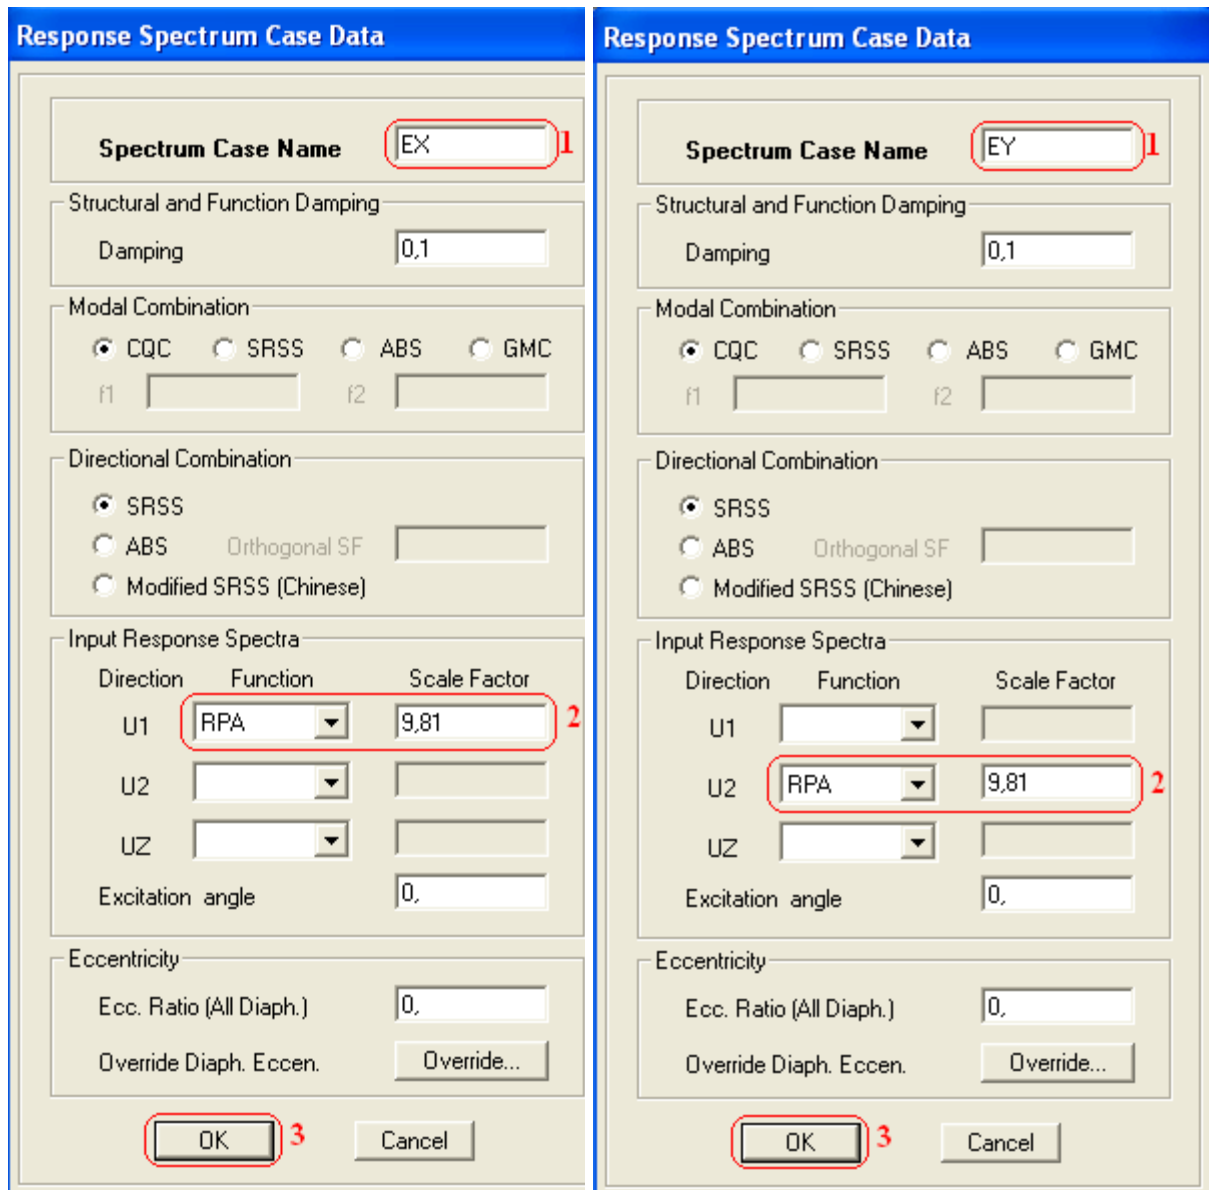 Response Spectrum Case Data
Spectrum Case Name EX 1
Structural and Function Damping
Damping 0,1
Modal Combination
CQC SRSS ABS GMC
f1 f2
Directional Combination
SRSS
ABS Orthogonal SF
Modified SRSS (Chinese)
Input Response Spectra
Direction Function Scale Factor
U1 RPA 9,81 2
U2
UZ
Excitation angle 0,
Eccentricity
Ecc. Ratio (All Diaph.) 0,
Override Diaph. Eccen. Override...
OK 3 Cancel
Response Spectrum Case Data
Spectrum Case Name EY 1
Structural and Function Damping
Damping 0,1
Modal Combination
CQC SRSS ABS GMC
f1 f2
Directional Combination
SRSS
ABS Orthogonal SF
Modified SRSS (Chinese)
Input Response Spectra
Direction Function Scale Factor
U1
U2 RPA 9,81 2
UZ
Excitation angle 0,
Eccentricity
Ecc. Ratio (All Diaph.) 0,
Override Diaph. Eccen. Override...
OK 3 Cancel